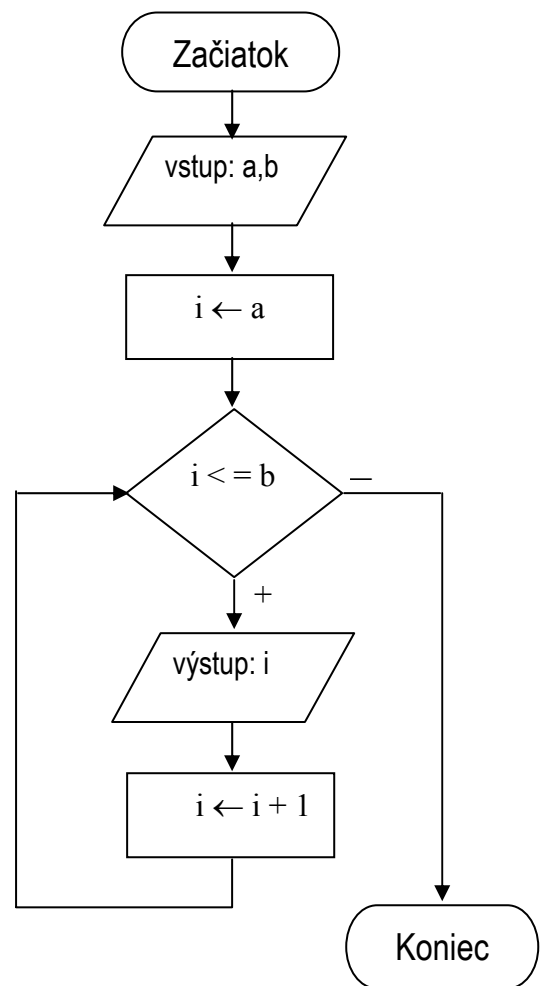 Začiatok
vstup: a,b
i ← a
i < = b
–
+
výstup: i
i ← i + 1
Koniec